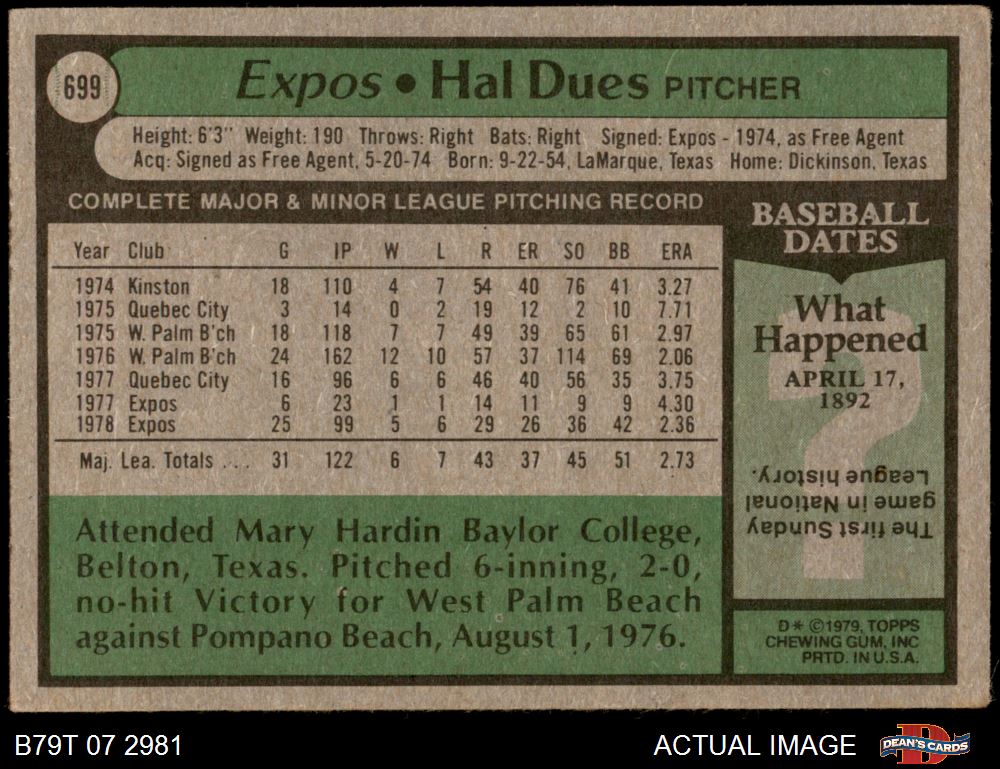 699
Expos • Hal Dues PITCHER
Height: 6'3" Weight: 190 Throws: Right Bats: Right Signed: Expos - 1974, as Free Agent
Acq: Signed as Free Agent, 5-20-74 Born: 9-22-54, LaMarque, Texas Home: Dickinson, Texas
COMPLETE MAJOR & MINOR LEAGUE PITCHING RECORD
Year Club G IP W L R ER SO BB ERA
1974 Kinston 18 110 4 7 54 40 76 41 3.27
1975 Quebec City 3 14 0 2 19 12 2 10 7.71
1975 W. Palm B'ch 18 118 7 7 49 39 65 61 2.97
1976 W. Palm B'ch 24 162 12 10 57 37 114 69 2.06
1977 Quebec City 16 96 6 6 46 40 56 35 3.75
1977 Expos 6 23 1 1 14 11 9 9 4.30
1978 Expos 25 99 5 6 29 26 36 42 2.36
Maj. Lea. Totals ... 31 122 6 7 43 37 45 51 2.73
Attended Mary Hardin Baylor College,
Belton, Texas. Pitched 6-inning, 2-0,
no-hit Victory for West Palm Beach
against Pompano Beach, August 1, 1976.
BASEBALL
DATES
What
Happened
APRIL 17,
1892
The first Sunday
game in National
League history.
D* ©1979, TOPPS
CHEWING GUM, INC
PRTD. IN U.S.A.
B79T 07 2981
ACTUAL IMAGE
D
DEAN'S CARDS